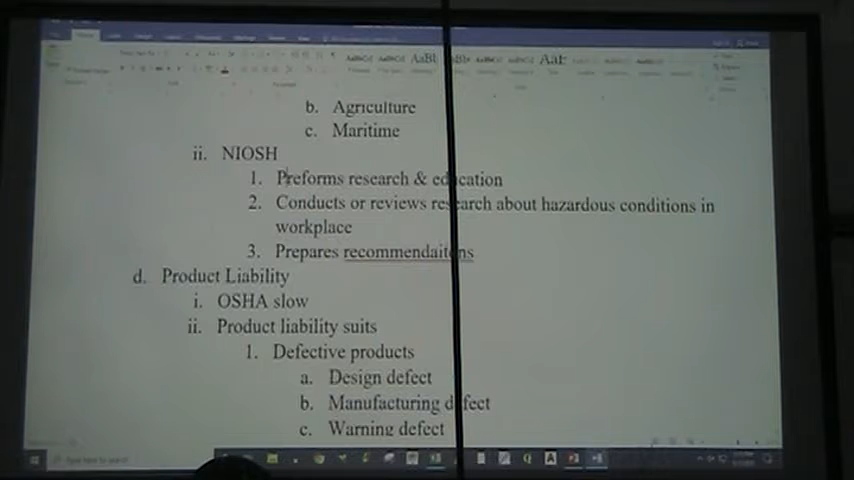 b. Agriculture
c. Maritime
ii. NIOSH
1. Preforms research & education
2. Conducts or reviews research about hazardous conditions in
workplace
3. Prepares recommendaitons
d. Product Liability
i. OSHA slow
ii. Product liability suits
1. Defective products
a. Design defect
b. Manufacturing defect
c. Warning defect